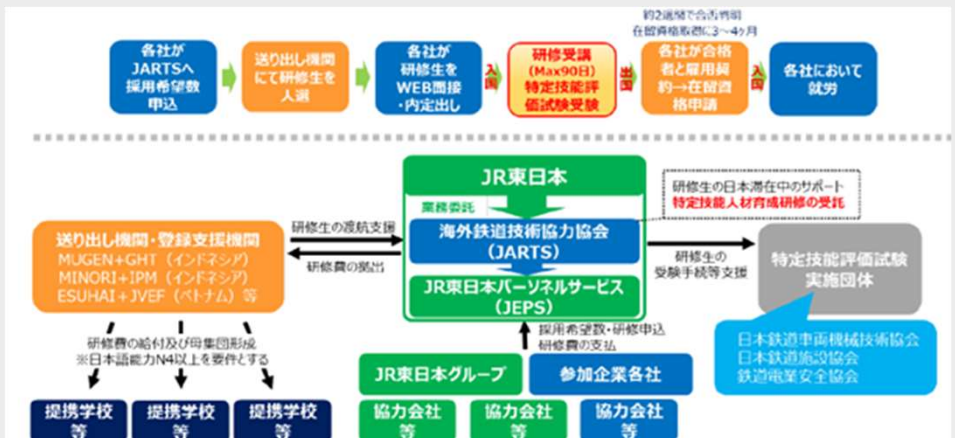 約2週間で合否判明
在留資格取得に3～4ヶ月
各社が
JARTSへ
採用希望数
申込
送り出し機関
にて研修生を
人選
各社が
研修生を
WEB面接
・内定出し
入国
研修受講
(Max90日)
特定技能評
価試験受験
出国
各社が合格
者と雇用契
約→在留資
格申請
入国
各社において
就労
JR東日本
業務委託
海外鉄道技術協力協会
(JARTS)
JR東日本パーソネルサービス
(JEPS)
研修生の日本滞在中のサポート
特定技能人材育成研修の受託
送り出し機関・登録支援機関
MUGEN+GHT (インドネシア)
MINORI+IPM (インドネシア)
ESUHAI+JVEF (ベトナム) 等
研修生の渡航支援
研修費の拠出
研修生の
受験手続等支援
特定技能評価試験
実施団体
日本鉄道車両機械技術協会
日本鉄道施設協会
鉄道電業安全協会
研修費の給付及び母集団形成
※日本語能力N4以上を要件とする
採用希望数・研修申込
研修費の支払
JR東日本グループ
参加企業各社
提携学校
等
提携学校
等
提携学校
等
協力会社
等
協力会社
等
協力会社
等